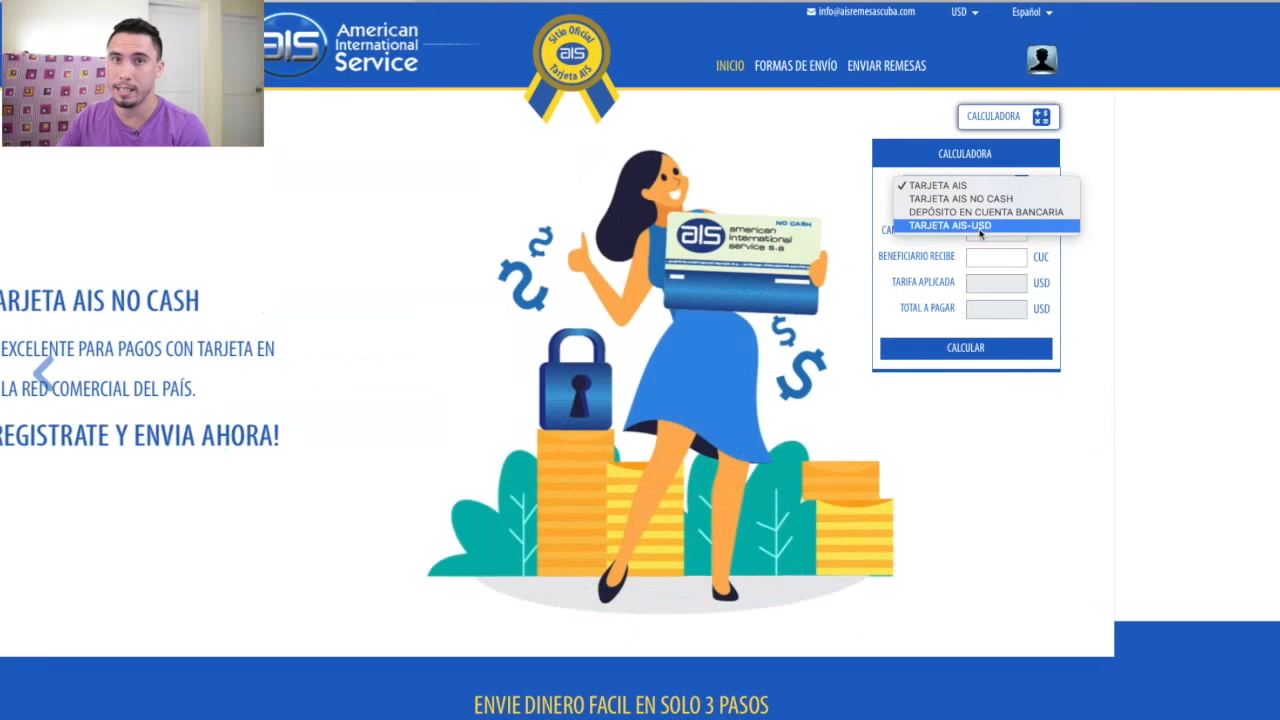 info@aisremesascuba.com
USD
Español
ais
American
International
Service
Sitio Oficial
ais
Tarjeta AIS
INICIO
FORMAS DE ENVÍO
ENVIAR REMESAS
CALCULADORA
CALCULADORA
✓ TARJETA AIS
TARJETA AIS NO CASH
DEPÓSITO EN CUENTA BANCARIA
TARJETA AIS-USD
BENEFICIARIO RECIBE
CUC
TARIFA APLICADA
USD
TOTAL A PAGAR
USD
CALCULAR
NO CASH
ais
american
international
service s.a
ARJETA AIS NO CASH
EXCELENTE PARA PAGOS CON TARJETA EN
LA RED COMERCIAL DEL PAÍS.
REGISTRATE Y ENVIA AHORA!
ENVIE DINERO FACIL EN SOLO 3 PASOS